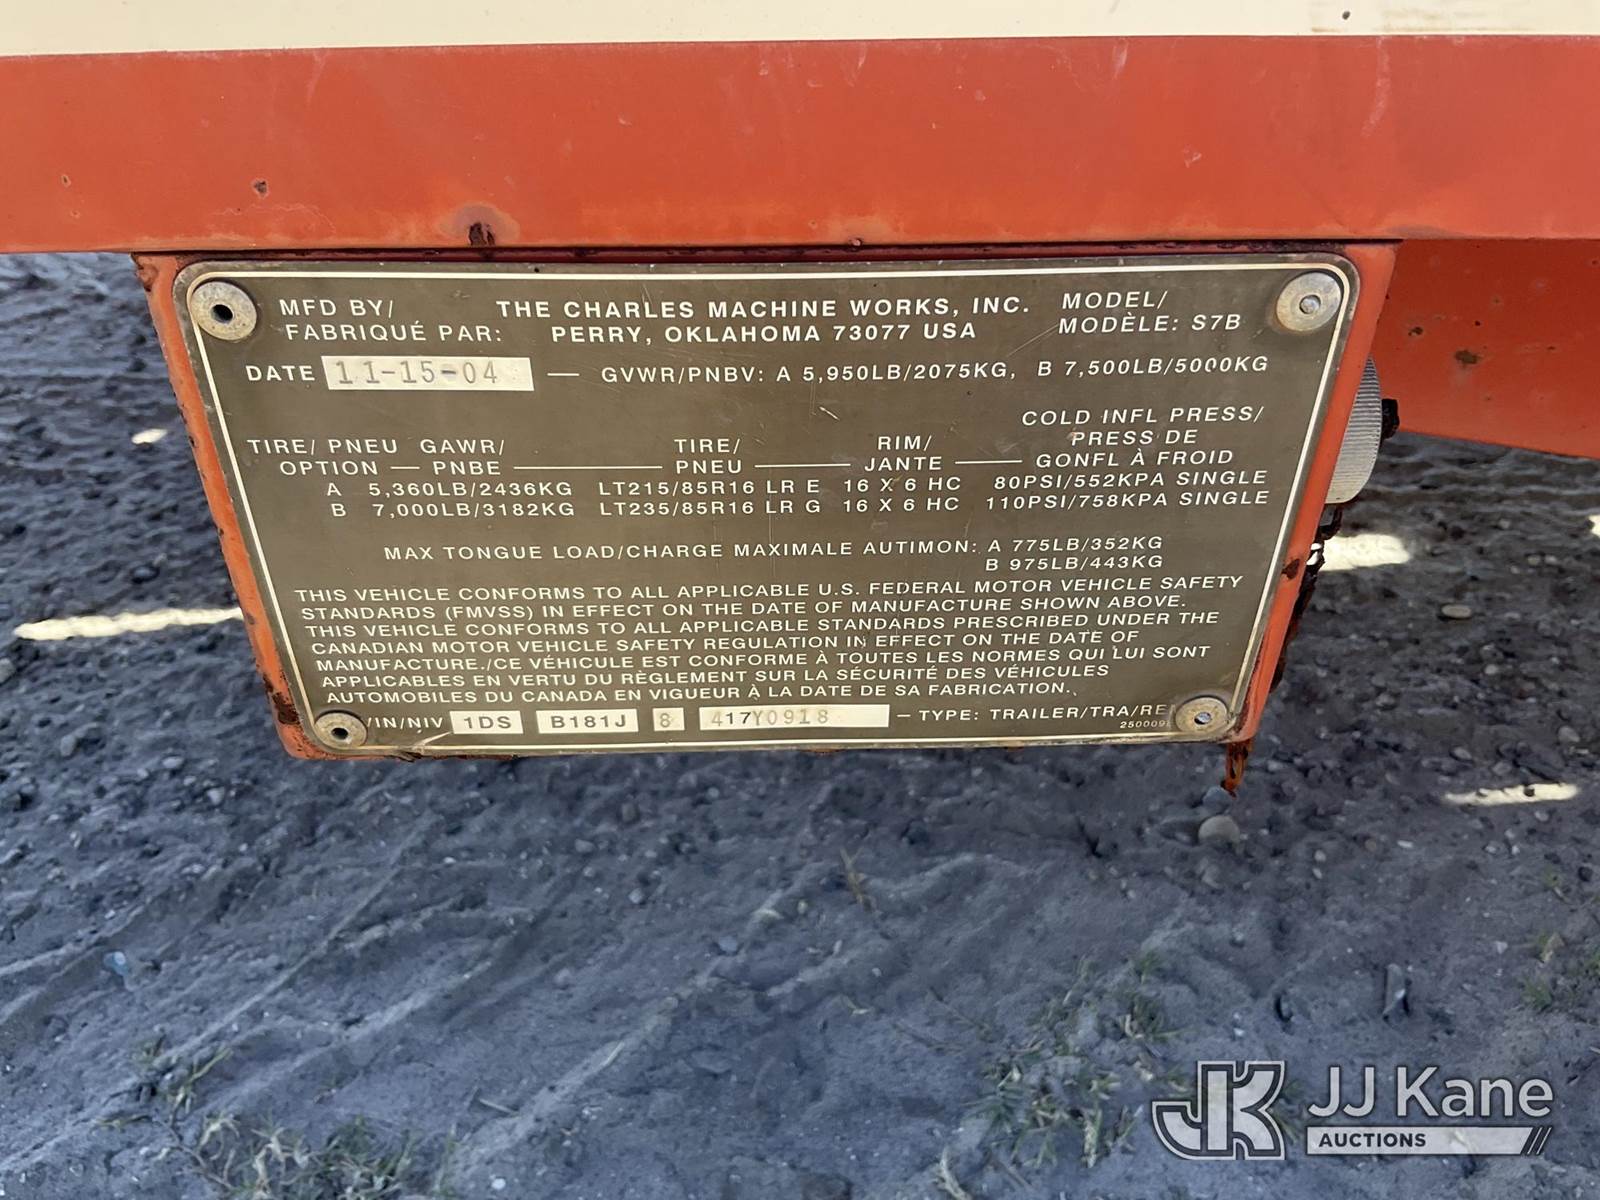 MFD BY/ THE CHARLES MACHINE WORKS, INC. MODEL/
FABRIQUÉ PAR: PERRY, OKLAHOMA 73077 USA MODÈLE: S7B
DATE 11-15-04 — GVWR/PNBV: A 5,950LB/2075KG, B 7,500LB/5000KG
COLD INFL PRESS/
TIRE/ PNEU GAWR/ TIRE/ RIM/ PRESS DE
OPTION — PNBE — PNEU — JANTE — GONFL À FROID
A 5,360LB/2436KG LT215/85R16 LR E 16 X 6 HC 80PSI/552KPA SINGLE
B 7,000LB/3182KG LT235/85R16 LR G 16 X 6 HC 110PSI/758KPA SINGLE
MAX TONGUE LOAD/CHARGE MAXIMALE AUTIMON: A 775LB/352KG
B 975LB/443KG
THIS VEHICLE CONFORMS TO ALL APPLICABLE U.S. FEDERAL MOTOR VEHICLE SAFETY
STANDARDS (FMVSS) IN EFFECT ON THE DATE OF MANUFACTURE SHOWN ABOVE.
THIS VEHICLE CONFORMS TO ALL APPLICABLE STANDARDS PRESCRIBED UNDER THE
CANADIAN MOTOR VEHICLE SAFETY REGULATION IN EFFECT ON THE DATE OF
MANUFACTURE./CE VÉHICULE EST CONFORME À TOUTES LES NORMES QUI LUI SONT
APPLICABLES EN VERTU DU RÈGLEMENT SUR LA SÉCURITÉ DES VÉHICULES
AUTOMOBILES DU CANADA EN VIGUEUR À LA DATE DE SA FABRICATION.
/IN/NIV 1DS B181J 8 417Y0918 — TYPE: TRAILER/TRA/RE
JK JJ Kane
AUCTIONS